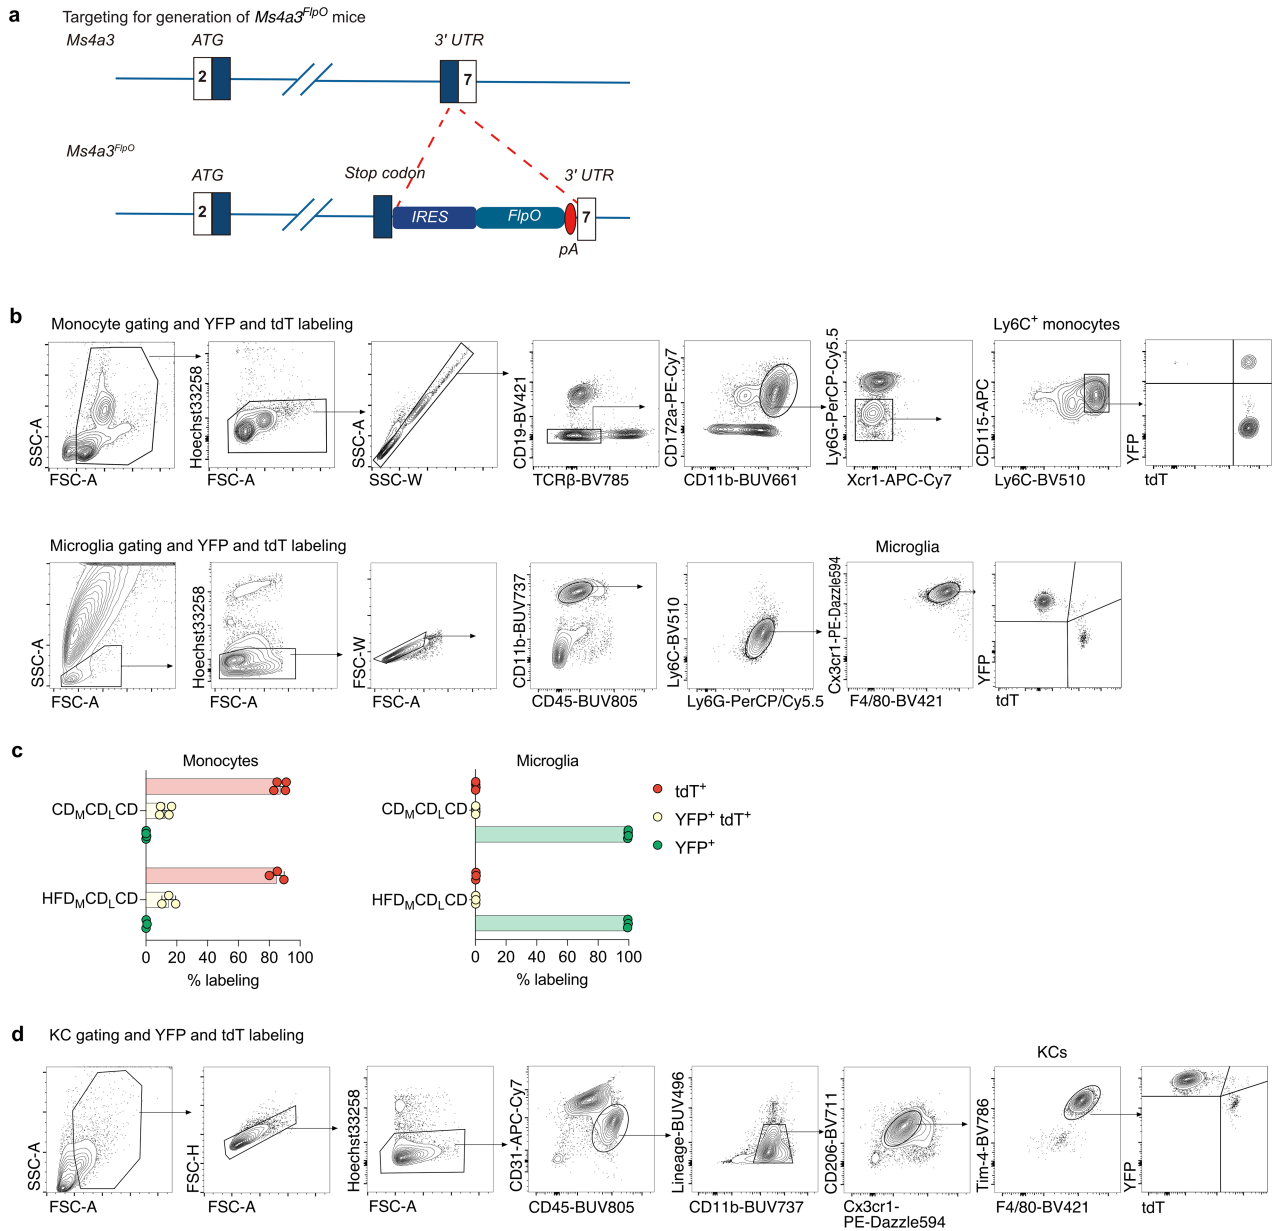 a
Targeting for generation of Ms4a3FlpO mice
Ms4a3
ATG
3' UTR
2
7
Ms4a3FlpO
ATG
Stop codon
3' UTR
2
IRES
FlpO
7
pA
b
Monocyte gating and YFP and tdT labeling
Ly6C+ monocytes
SSC-A
FSC-A
Hoechst33258
FSC-A
SSC-A
SSC-W
CD19-BV421
TCRβ-BV785
CD172a-PE-Cy7
CD11b-BUV661
Ly6G-PerCP-Cy5.5
Xcr1-APC-Cy7
CD115-APC
Ly6C-BV510
YFP
tdT
Microglia gating and YFP and tdT labeling
Microglia
SSC-A
FSC-A
Hoechst33258
FSC-A
FSC-W
FSC-A
CD11b-BUV737
CD45-BUV805
Ly6C-BV510
Ly6G-PerCP/Cy5.5
Cx3cr1-PE-Dazzle594
F4/80-BV421
YFP
tdT
c
Monocytes
CDMCDLCD
HFDMCDLCD
0 20 40 60 80 100
% labeling
Microglia
CDMCDLCD
HFDMCDLCD
0 20 40 60 80 100
% labeling
tdT+
YFP+ tdT+
YFP+
d
KC gating and YFP and tdT labeling
KCs
SSC-A
FSC-A
FSC-H
FSC-A
Hoechst33258
FSC-A
CD31-APC-Cy7
CD45-BUV805
Lineage-BUV496
CD11b-BUV737
CD206-BV711
Cx3cr1-
PE-Dazzle594
Tim-4-BV786
F4/80-BV421
YFP
tdT